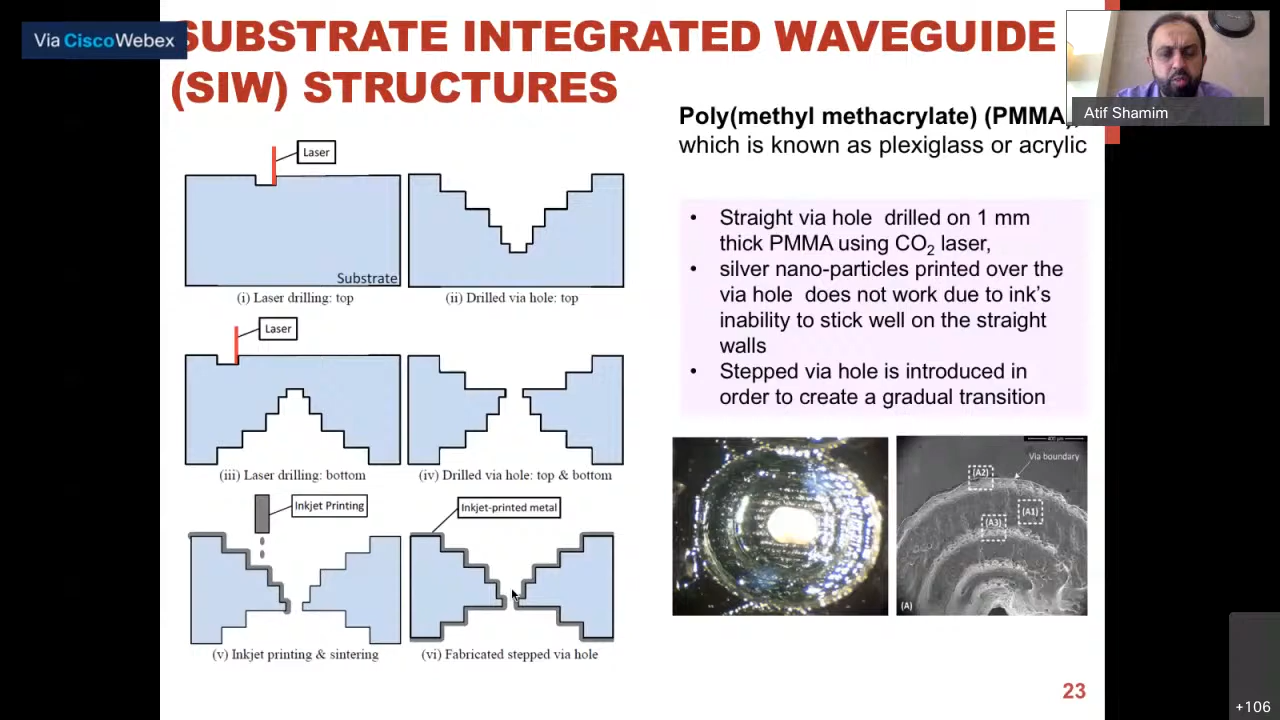 Via CiscoWebex
SUBSTRATE INTEGRATED WAVEGUIDE
(SIW) STRUCTURES
Atif Shamim
Poly(methyl methacrylate) (PMMA),
which is known as plexiglass or acrylic
Laser
Substrate
(i) Laser drilling: top
(ii) Drilled via hole: top
Laser
(iii) Laser drilling: bottom
(iv) Drilled via hole: top & bottom
Inkjet Printing
Inkjet-printed metal
(v) Inkjet printing & sintering
(vi) Fabricated stepped via hole
• Straight via hole drilled on 1 mm
thick PMMA using CO2 laser,
• silver nano-particles printed over the
via hole does not work due to ink's
inability to stick well on the straight
walls
• Stepped via hole is introduced in
order to create a gradual transition
Via boundary
(A2)
(A1)
(A3)
(A)
23
+106